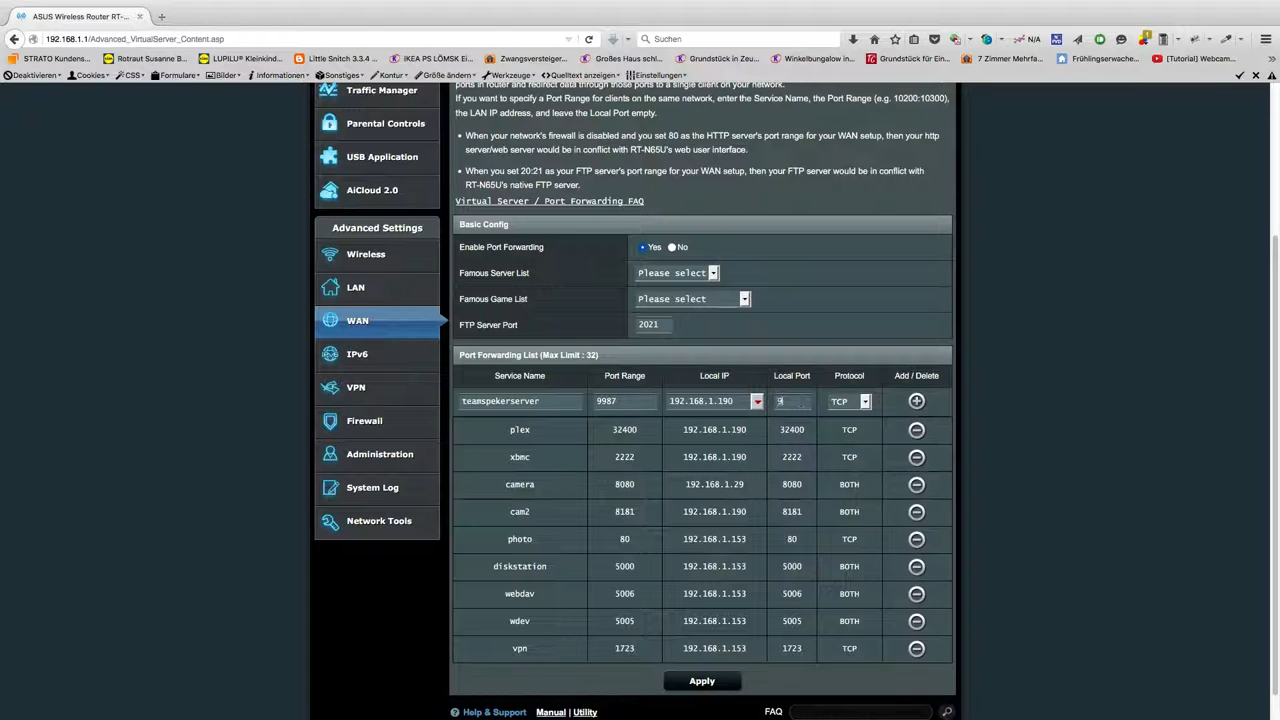 ASUS Wireless Router RT-...
192.168.1.1/Advanced_VirtualServer_Content.asp
Suchen
N/A
STRATO Kundens... Rotraut Susanne B... LUPILU® Kleinkind... Little Snitch 3.3.4 ... IKEA PS LÖMSK Ei... Zwangsversteiger... Großes Haus schl... Grundstück in Zeu... Winkelbungalow in... Grundstück für Ein... 7 Zimmer Mehrfa... Frühlingserwache... [Tutorial] Webcam...
Deaktivieren Cookies CSS Formulare Bilder Informationen Sonstiges Kontur Größe ändern Werkzeuge Quelltext anzeigen Einstellungen
ports in router and redirect data through those ports to a single client on your network.
If you want to specify a Port Range for clients on the same network, enter the Service Name, the Port Range (e.g. 10200:10300),
the LAN IP address, and leave the Local Port empty.
• When your network's firewall is disabled and you set 80 as the HTTP server's port range for your WAN setup, then your http
server/web server would be in conflict with RT-N65U's web user interface.
• When you set 20:21 as your FTP server's port range for your WAN setup, then your FTP server would be in conflict with
RT-N65U's native FTP server.
Virtual Server / Port Forwarding FAQ
Traffic Manager
Parental Controls
USB Application
AiCloud 2.0
Advanced Settings
Wireless
LAN
WAN
IPv6
VPN
Firewall
Administration
System Log
Network Tools
Basic Config
Enable Port Forwarding Yes No
Famous Server List Please select
Famous Game List Please select
FTP Server Port 2021
Port Forwarding List (Max Limit : 32)
Service Name Port Range Local IP Local Port Protocol Add / Delete
teamspekerserver 9987 192.168.1.190 9 TCP
plex 32400 192.168.1.190 32400 TCP
xbmc 2222 192.168.1.190 2222 TCP
camera 8080 192.168.1.29 8080 BOTH
cam2 8181 192.168.1.190 8181 BOTH
photo 80 192.168.1.153 80 TCP
diskstation 5000 192.168.1.153 5000 BOTH
webdav 5006 192.168.1.153 5006 BOTH
wdev 5005 192.168.1.153 5005 BOTH
vpn 1723 192.168.1.153 1723 TCP
Apply
Help & Support Manual | Utility FAQ